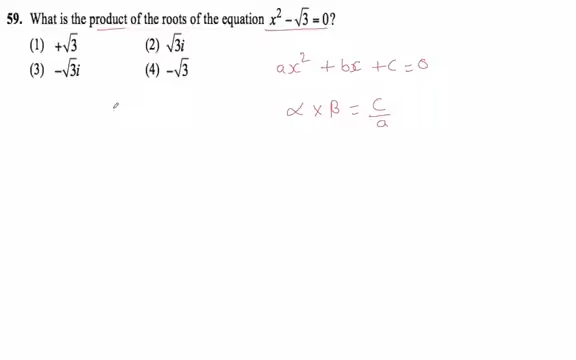 59. What is the product of the roots of the equation x² − √3 = 0?
(1) +√3 (2) √3i
(3) −√3i (4) −√3
ax² + bx + c = 0
α × β = c/a